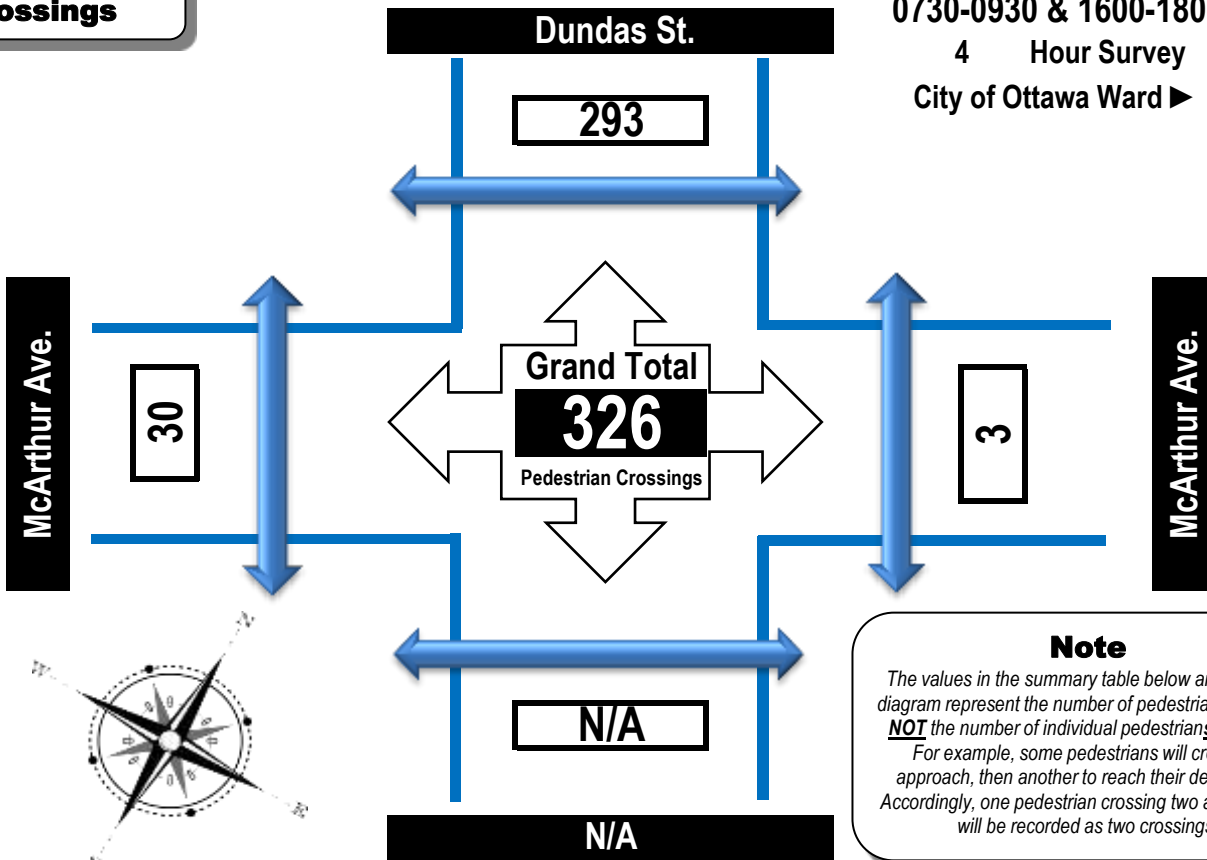 ossings
0730-0930 & 1600-180
4 Hour Survey
City of Ottawa Ward ►
Dundas St.
293
McArthur Ave.
30
Grand Total
326
Pedestrian Crossings
3
McArthur Ave.
N/A
N/A
N
W
E
Note
The values in the summary table below a
diagram represent the number of pedestria
NOT the number of individual pedestrians
For example, some pedestrians will cr
approach, then another to reach their de
Accordingly, one pedestrian crossing two a
will be recorded as two crossings